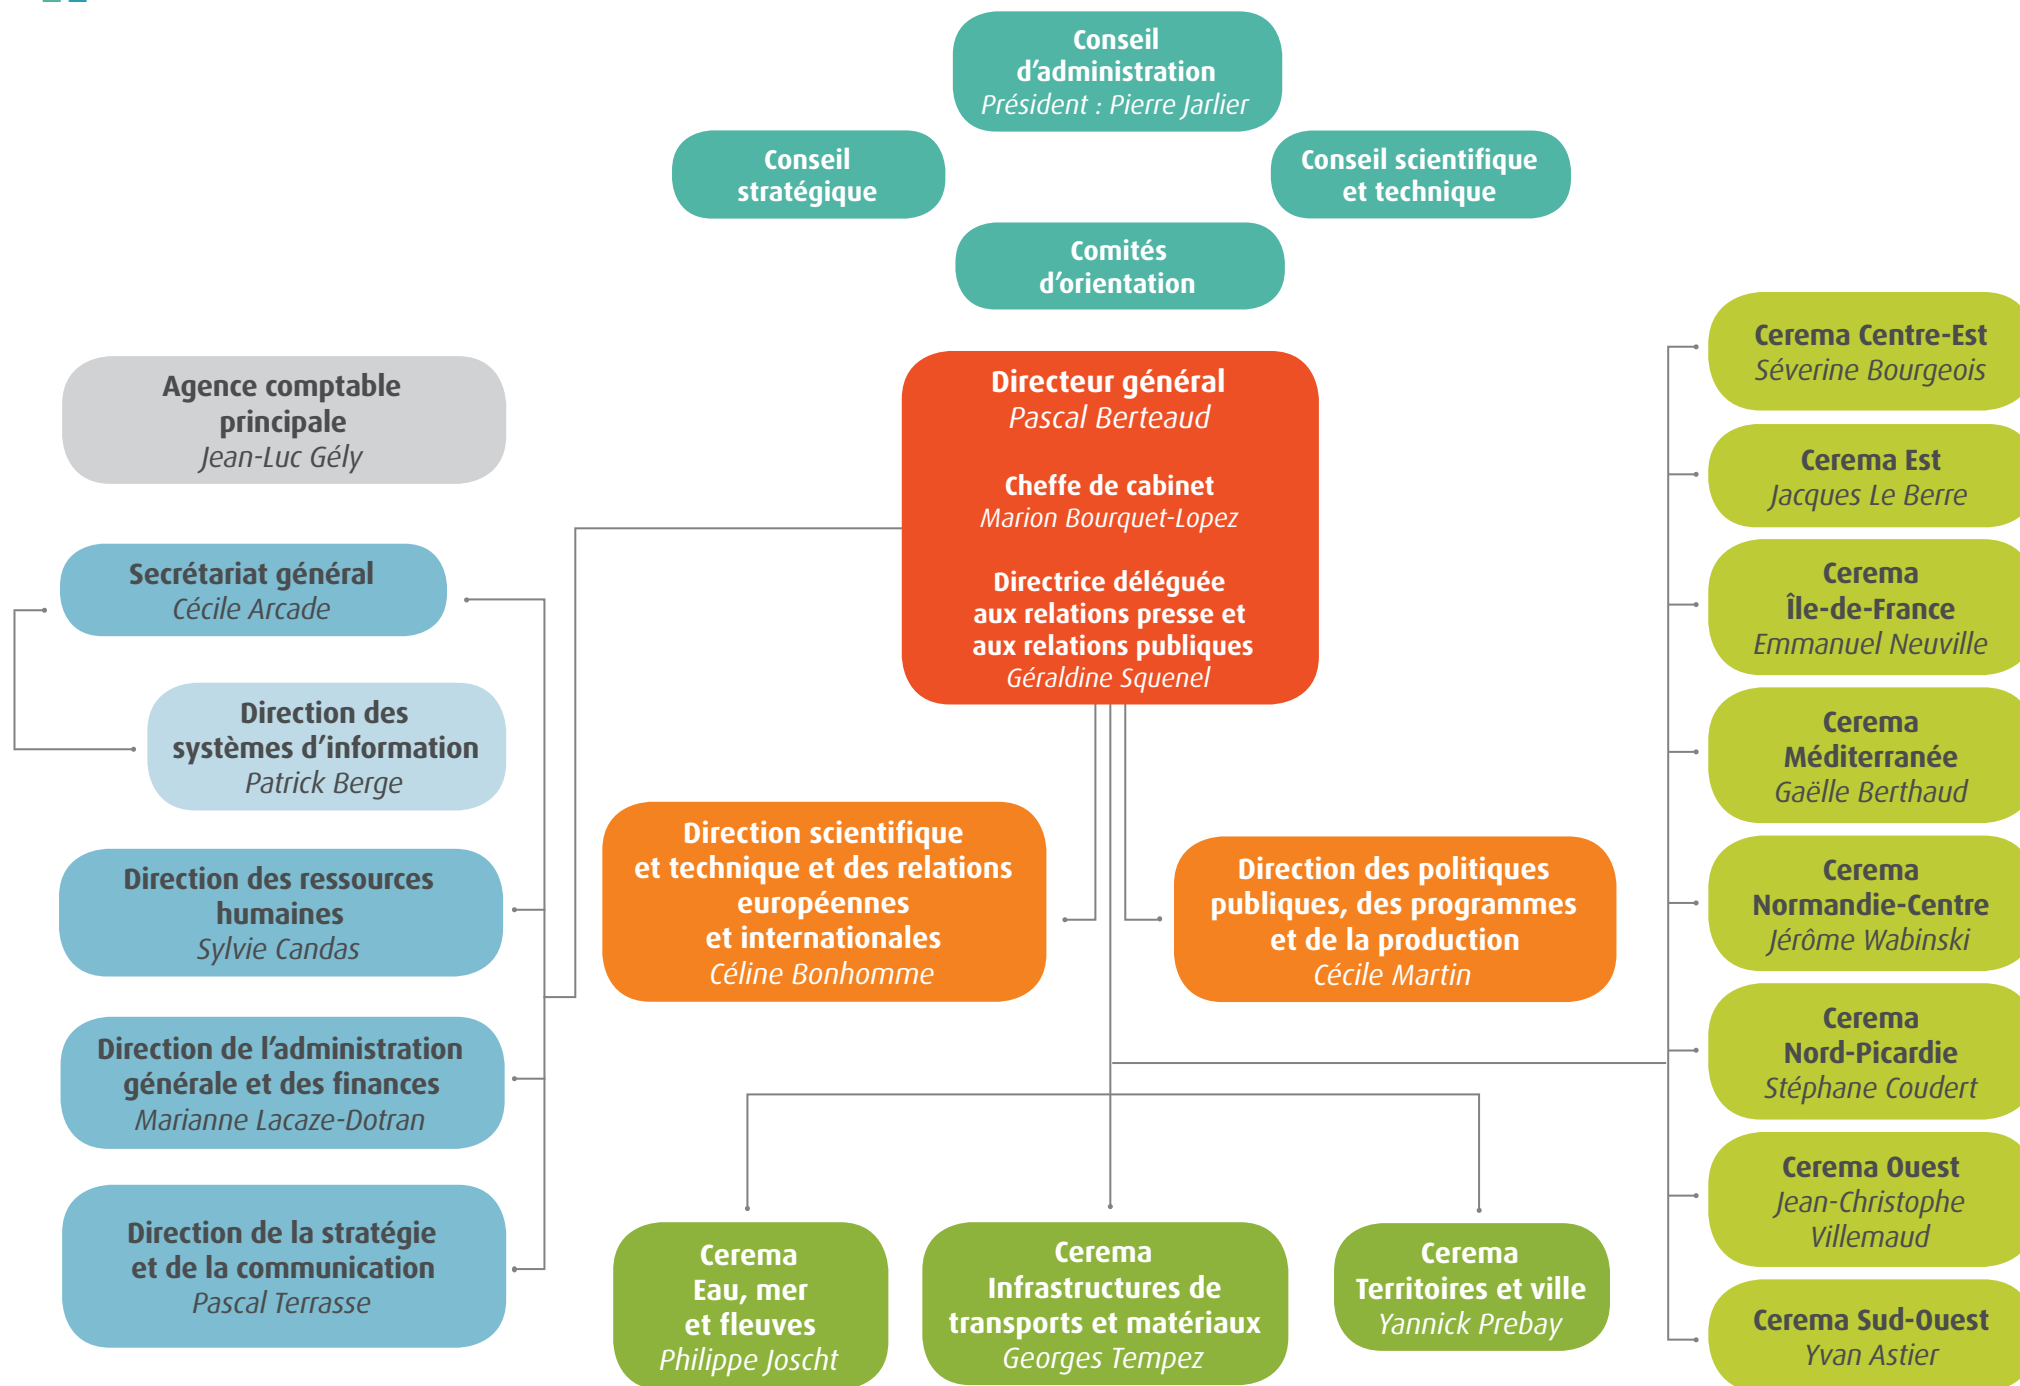 Conseil
d'administration
Président : Pierre Jarlier
Conseil
stratégique
Conseil scientifique
et technique
Comités
d'orientation
Directeur général
Pascal Berteaud
Cheffe de cabinet
Marion Bourquet-Lopez
Directrice déléguée
aux relations presse et
aux relations publiques
Géraldine Squenel
Agence comptable
principale
Jean-Luc Gély
Secrétariat général
Cécile Arcade
Direction des
systèmes d'information
Patrick Berge
Direction des ressources
humaines
Sylvie Candas
Direction de l'administration
générale et des finances
Marianne Lacaze-Dotran
Direction de la stratégie
et de la communication
Pascal Terrasse
Direction scientifique
et technique et des relations
européennes
et internationales
Céline Bonhomme
Direction des politiques
publiques, des programmes
et de la production
Cécile Martin
Cerema
Eau, mer
et fleuves
Philippe Joscht
Cerema
Infrastructures de
transports et matériaux
Georges Tempez
Cerema
Territoires et ville
Yannick Prebay
Cerema Centre-Est
Séverine Bourgeois
Cerema Est
Jacques Le Berre
Cerema
Île-de-France
Emmanuel Neuville
Cerema
Méditerranée
Gaëlle Berthaud
Cerema
Normandie-Centre
Jérôme Wabinski
Cerema
Nord-Picardie
Stéphane Coudert
Cerema Ouest
Jean-Christophe
Villemaud
Cerema Sud-Ouest
Yvan Astier